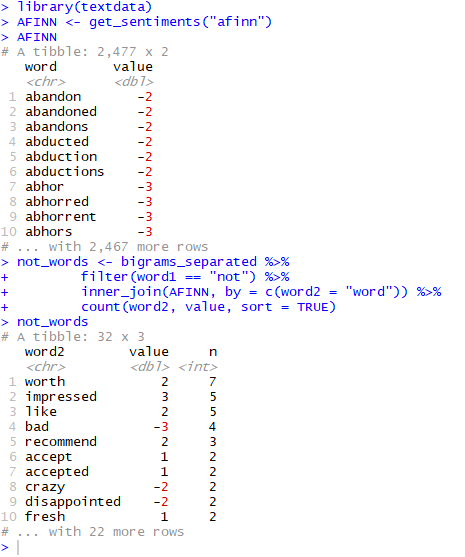 > library(textdata)
> AFINN <- get_sentiments("afinn")
> AFINN
# A tibble: 2,477 x 2
   word       value
   <chr>      <dbl>
 1 abandon       -2
 2 abandoned     -2
 3 abandons      -2
 4 abducted      -2
 5 abduction     -2
 6 abductions    -2
 7 abhor         -3
 8 abhorred      -3
 9 abhorrent     -3
10 abhors        -3
# ... with 2,467 more rows
> not_words <- bigrams_separated %>%
+         filter(word1 == "not") %>%
+         inner_join(AFINN, by = c(word2 = "word")) %>%
+         count(word2, value, sort = TRUE)
> not_words
# A tibble: 32 x 3
   word2        value     n
   <chr>        <dbl> <int>
 1 worth            2     7
 2 impressed        3     5
 3 like             2     5
 4 bad             -3     4
 5 recommend        2     3
 6 accept           1     2
 7 accepted         1     2
 8 crazy           -2     2
 9 disappointed    -2     2
10 fresh            1     2
# ... with 22 more rows
>